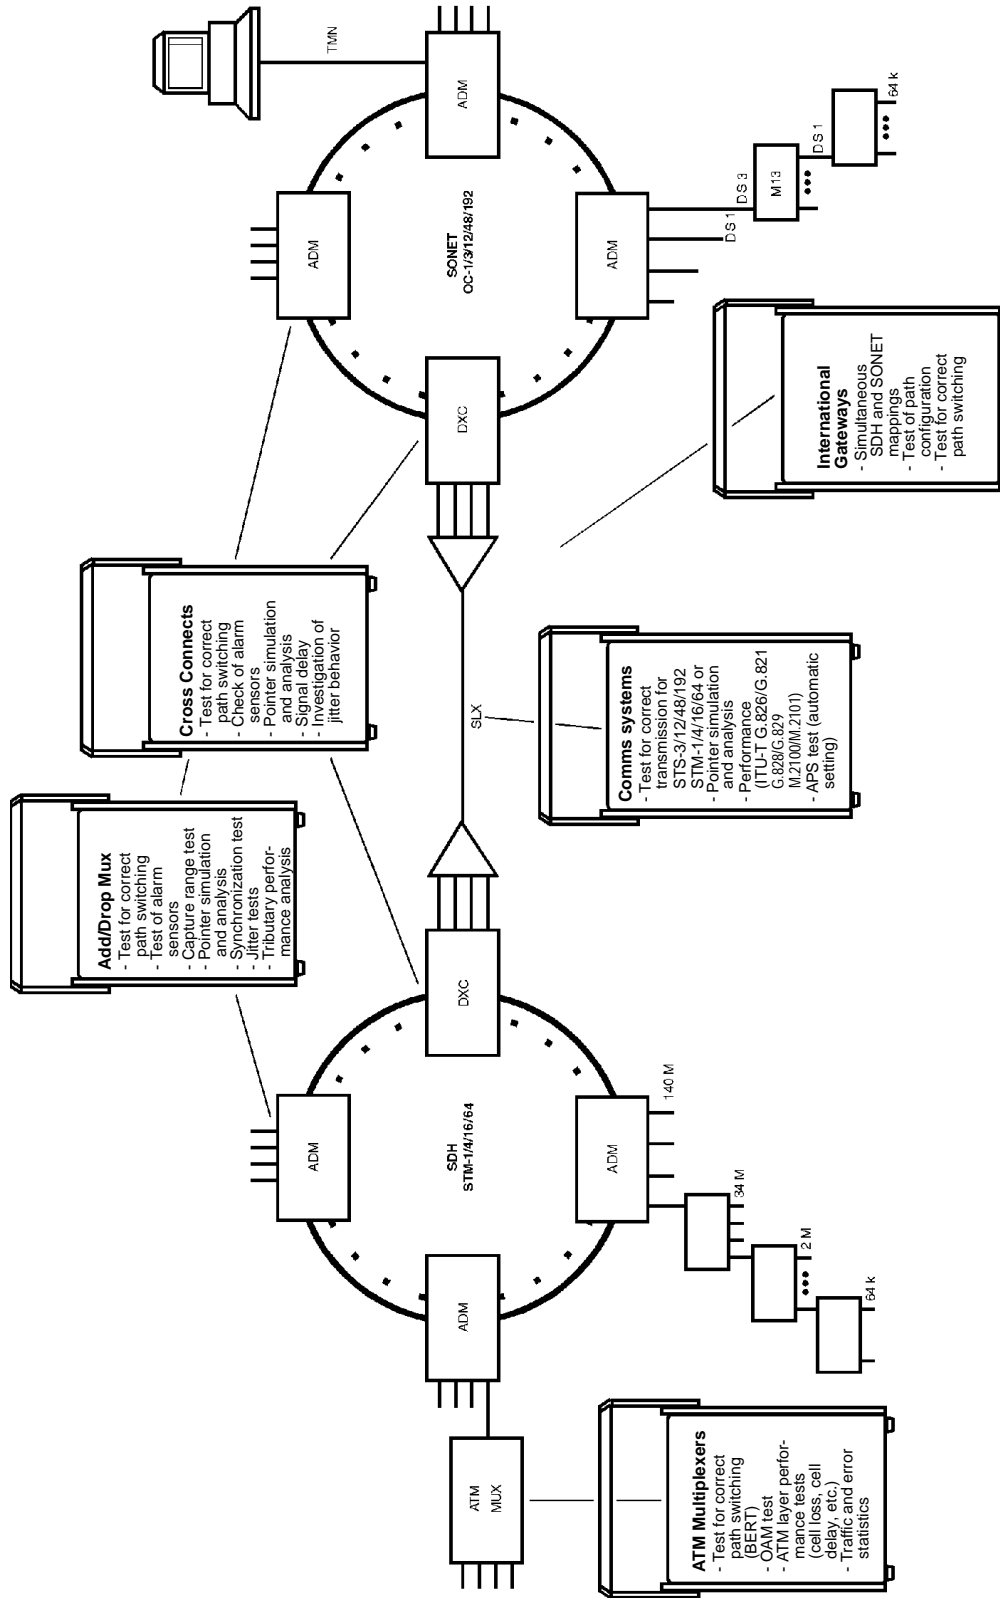 ATM Multiplexers
- Test for correct
path switching
(BERT)
- OAM test
- ATM layer perfor-
mance tests
(cell loss, cell
delay, etc.)
- Traffic and error
statistics
ATM
MUX
ADM
ADM
SDH
STM-1/4/16/64
ADM
140 M
34 M
2 M
64 k
DXC
Add/Drop Mux
- Test for correct
path switching
- Test of alarm
sensors
- Capture range test
- Pointer simulation
and analysis
- Synchronization test
- Jitter tests
- Tributary perfor-
mance analysis
Cross Connects
- Test for correct
path switching
- Check of alarm
sensors
- Pointer simulation
and analysis
- Signal delay
- Investigation of
jitter behavior
SLX
Comms systems
- Test for correct
transmission for
STS-3/12/48/192
STM-1/4/16/64 or
- Pointer simulation
and analysis
- Performance
(ITU-T G.826/G.821
G.828/G.829
M.2100/M.2101)
- APS test (automatic
setting)
International
Gateways
- Simultaneous
SDH and SONET
mappings
- Test of path
configuration
- Test for correct
path switching
DXC
ADM
SONET
OC-1/3/12/48/192
ADM
ADM
TMN
DS1
DS3
M13
DS1
64 k